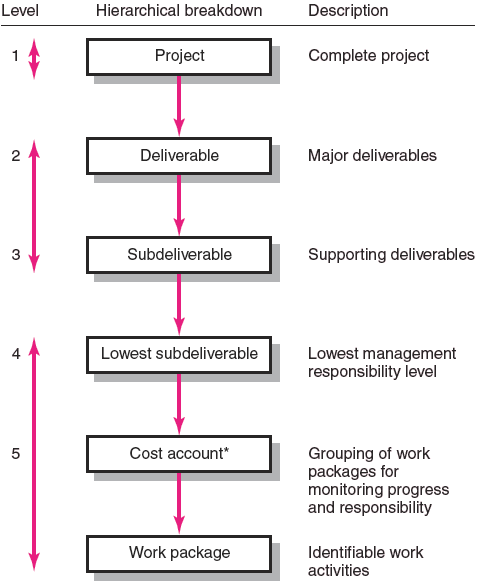 Level Hierarchical breakdown Description
1 Project Complete project
2 Deliverable Major deliverables
3 Subdeliverable Supporting deliverables
4 Lowest subdeliverable Lowest management
responsibility level
5 Cost account* Grouping of work
packages for
monitoring progress
and responsibility
Work package Identifiable work
activities